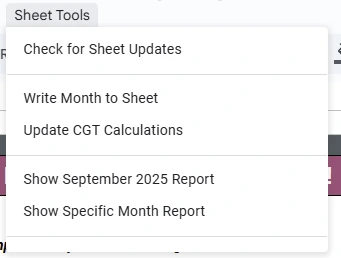 Sheet Tools
Check for Sheet Updates
Write Month to Sheet
Update CGT Calculations
Show September 2025 Report
Show Specific Month Report